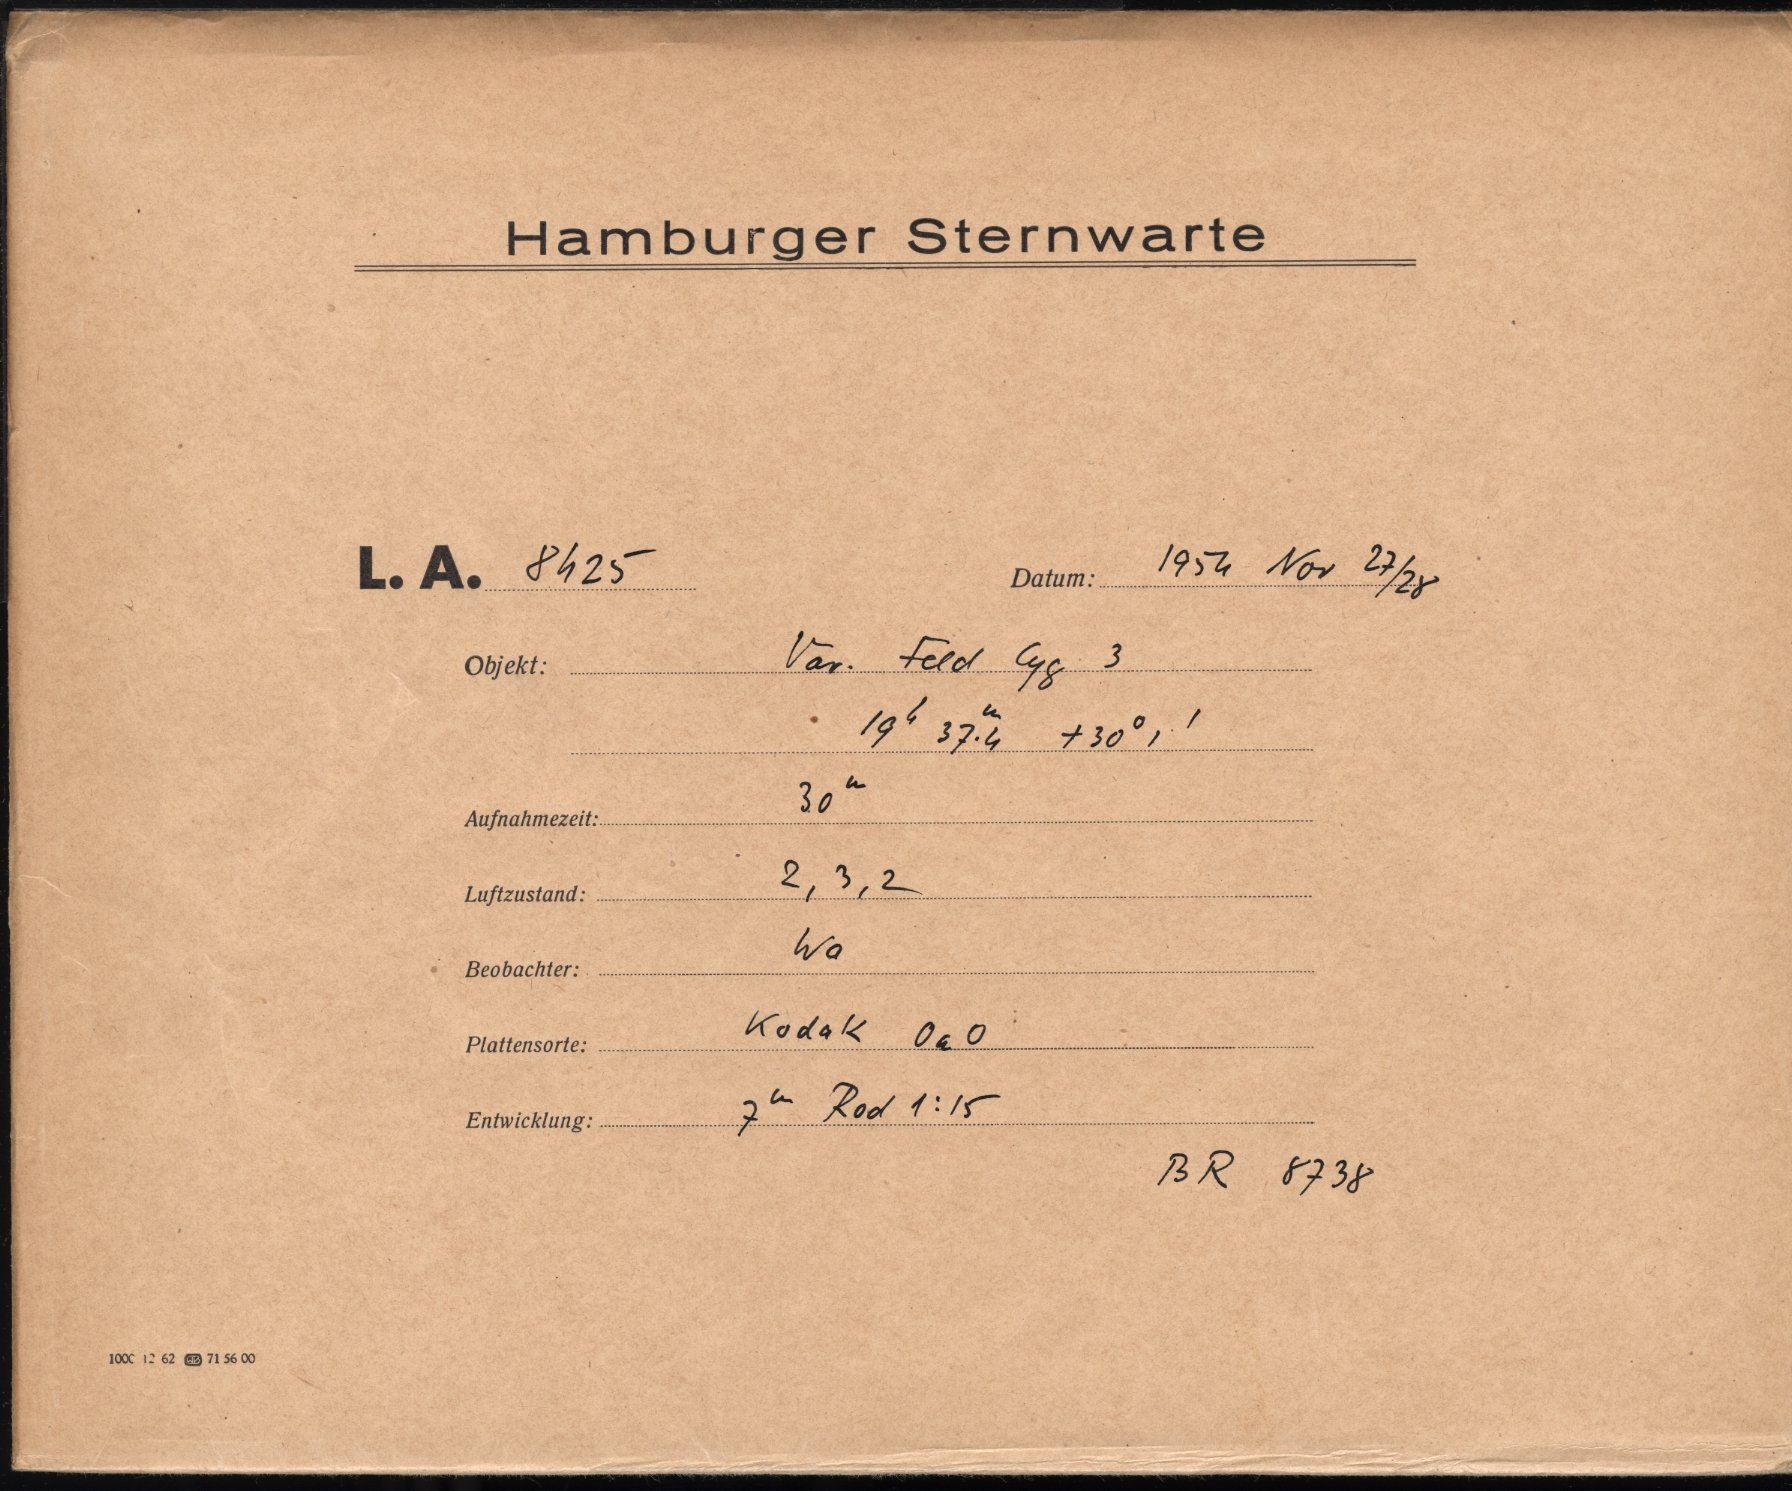 Hamburger Sternwarte
L. A. 8425 Datum: 1954 Nov 27/28
Objekt: Var. Feld Cyg 3
19h 37.4m +30° 1'
Aufnahmezeit: 30m
Luftzustand: 2, 3, 2
Beobachter: Wa
Plattensorte: Kodak OaO
Entwicklung: 7m Rod 1:15
BR 8738
1000 12 62 71 56 00